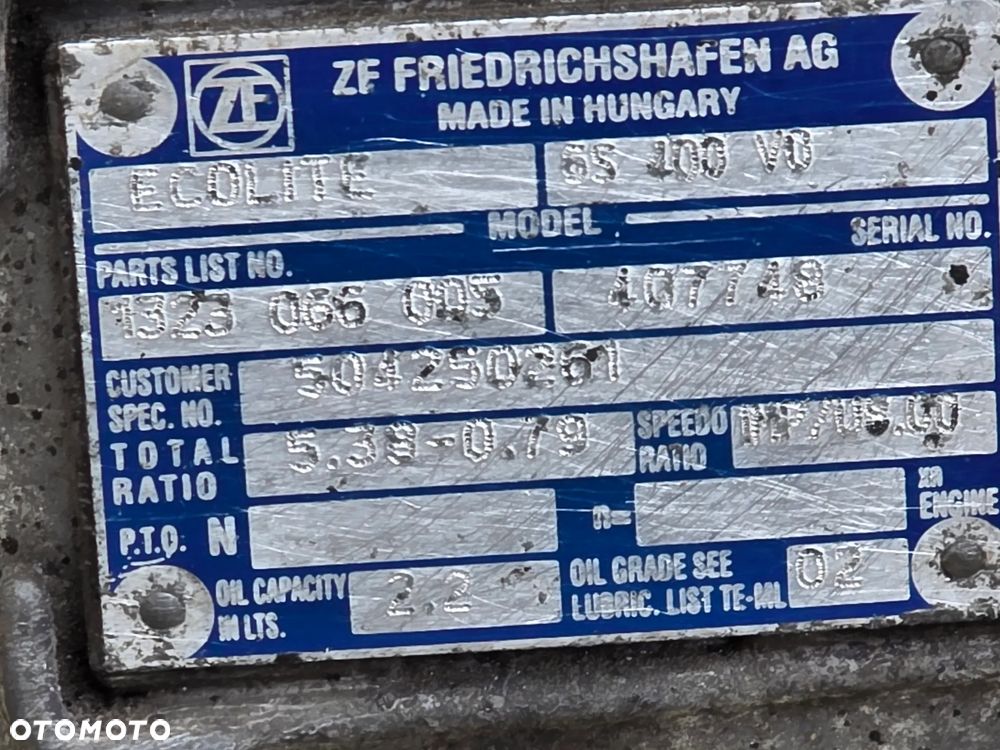 ZF
ZF FRIEDRICHSHAFEN AG
MADE IN HUNGARY
ECOLITE 6S 400 VO
MODEL
PARTS LIST NO. SERIAL NO.
1323 066 005 407748
CUSTOMER SPEC. NO. 504250261
TOTAL RATIO 5.38-0.79 SPEEDO RATIO
P.T.O. N n= ENGINE
OIL CAPACITY IN LTS. 2.2 OIL GRADE SEE LUBRIC. LIST TE-ML 02
OTOMOTO